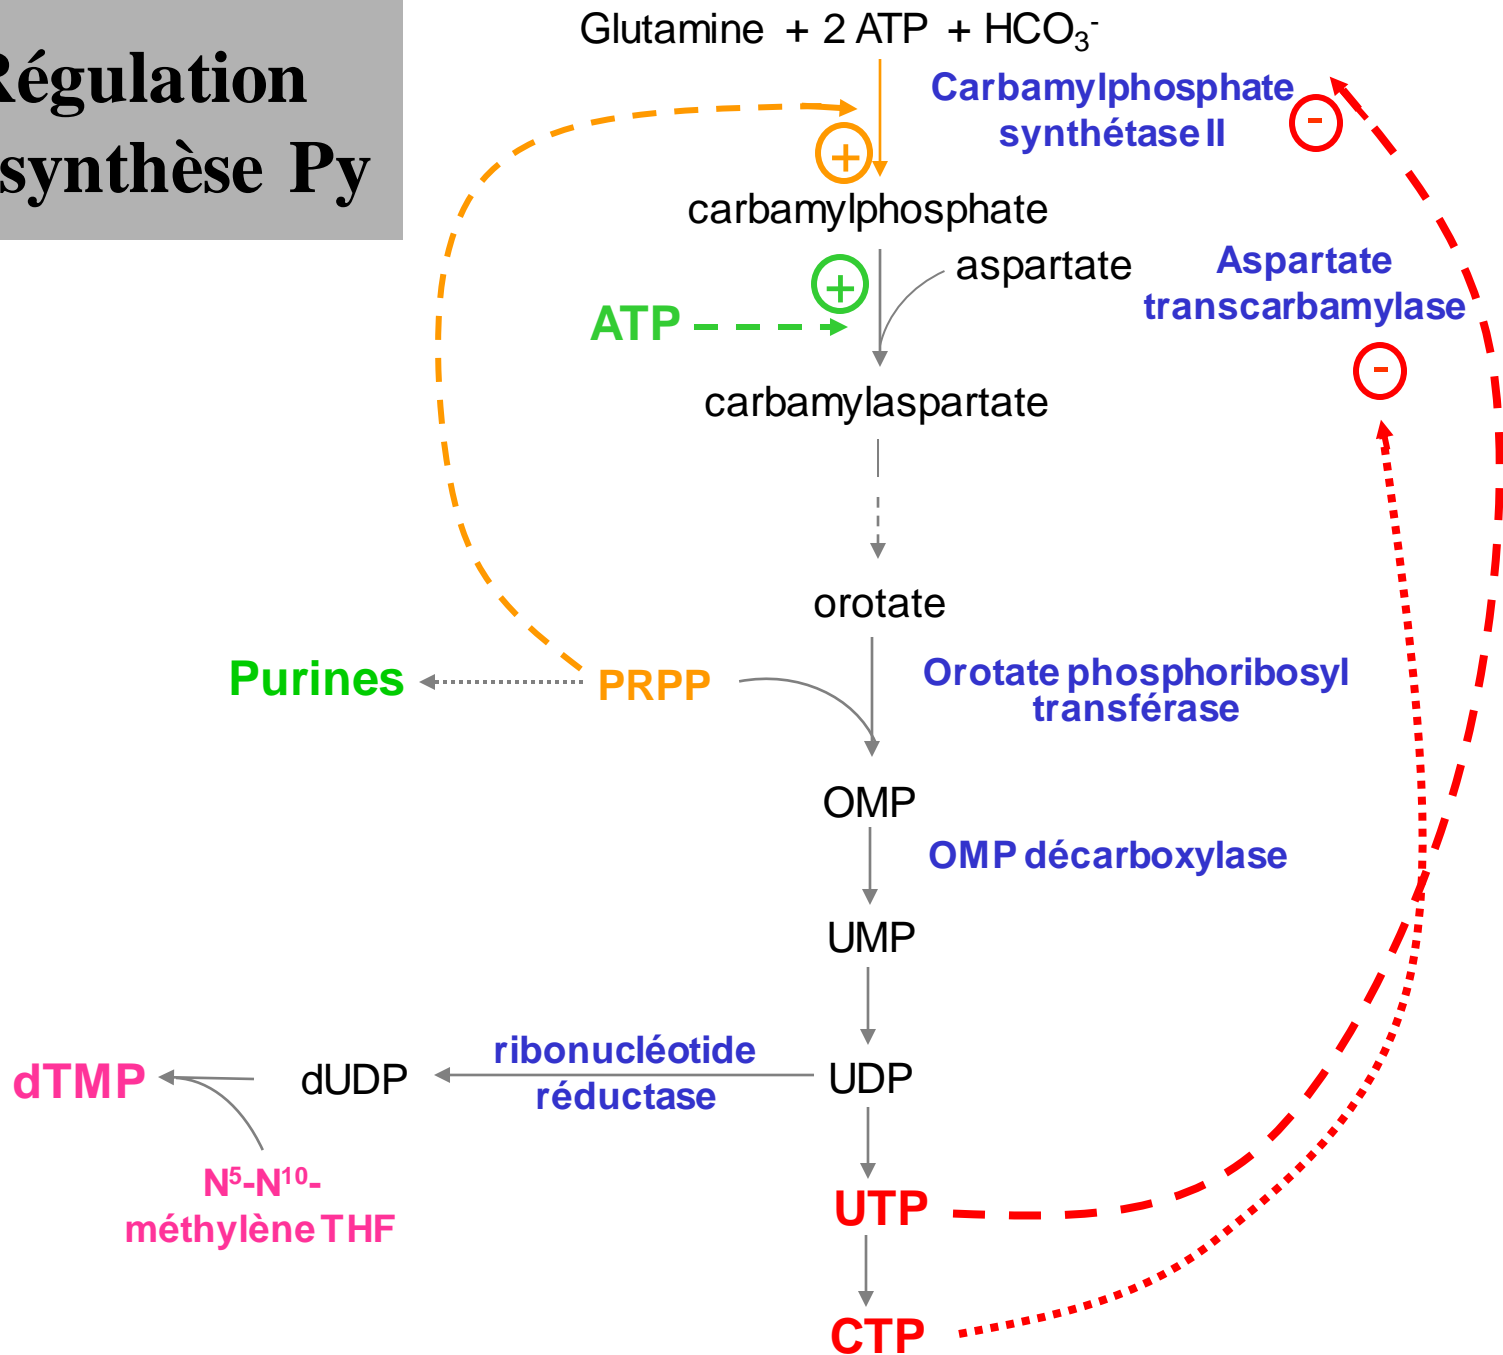 Régulation
synthèse Py
Glutamine + 2 ATP + HCO₃⁻
Carbamylphosphate
synthétase II
-
+
carbamylphosphate
aspartate
Aspartate
transcarbamylase
+
ATP
-
carbamylaspartate
orotate
Purines
PRPP
Orotate phosphoribosyl
transférase
OMP
OMP décarboxylase
UMP
ribonucléotide
réductase
dTMP
dUDP
UDP
N⁵-N¹⁰-
méthylène THF
UTP
CTP